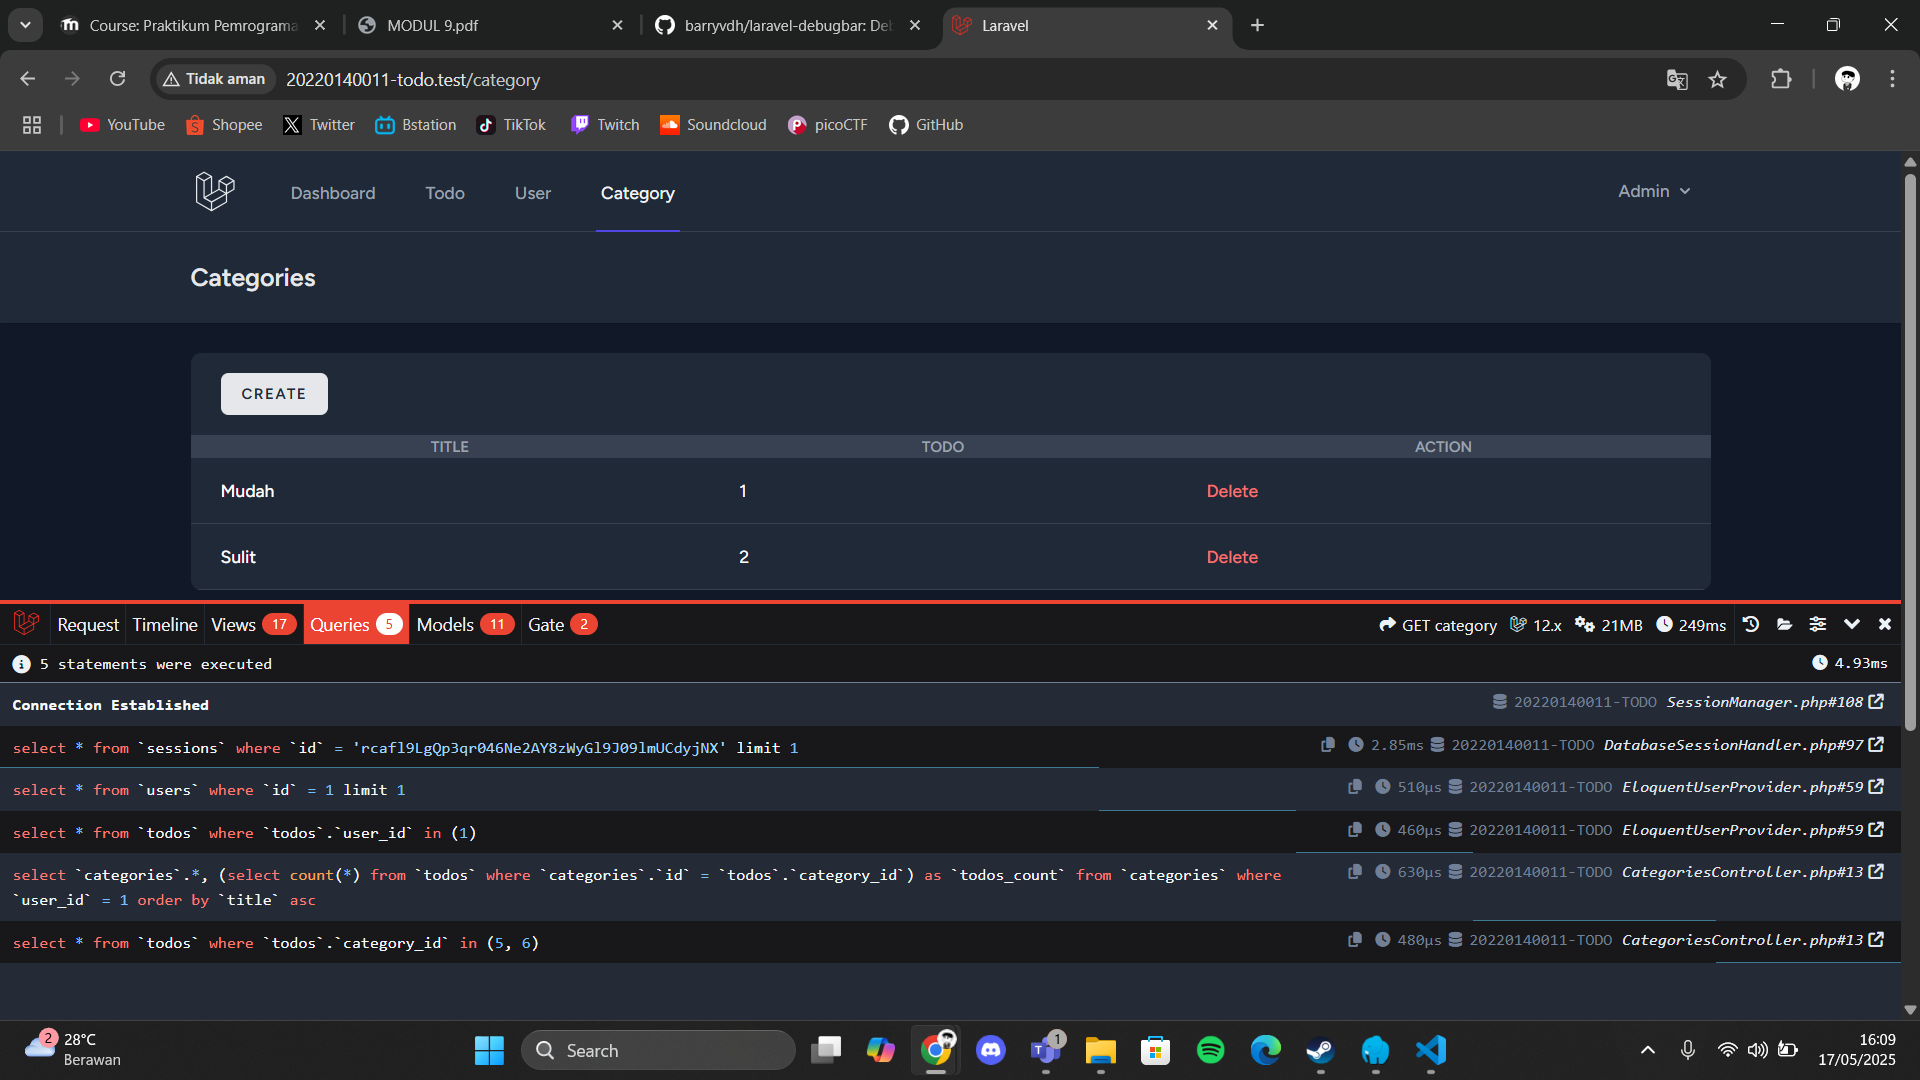 Course: Praktikum Pemrograma
MODUL 9.pdf
barryvdh/laravel-debugbar: Deb
Laravel
Tidak aman
20220140011-todo.test/category
YouTube
Shopee
Twitter
Bstation
TikTok
Twitch
Soundcloud
picoCTF
GitHub
Dashboard
Todo
User
Category
Admin
Categories
CREATE
TITLE TODO ACTION
Mudah 1 Delete
Sulit 2 Delete
Request
Timeline
Views 17
Queries 5
Models 11
Gate 2
GET category
12.x
21MB
249ms
5 statements were executed 4.93ms
Connection Established 20220140011-TODO SessionManager.php#108
select * from `sessions` where `id` = 'rcafl9LgQp3qr046Ne2AY8zWyGl9J09lmUCdyjNX' limit 1 2.85ms 20220140011-TODO DatabaseSessionHandler.php#97
select * from `users` where `id` = 1 limit 1 510μs 20220140011-TODO EloquentUserProvider.php#59
select * from `todos` where `todos`.`user_id` in (1) 460μs 20220140011-TODO EloquentUserProvider.php#59
select `categories`.*, (select count(*) from `todos` where `categories`.`id` = `todos`.`category_id`) as `todos_count` from `categories` where 630μs 20220140011-TODO CategoriesController.php#13
`user_id` = 1 order by `title` asc
select * from `todos` where `todos`.`category_id` in (5, 6) 480μs 20220140011-TODO CategoriesController.php#13
2
28°C
Berawan
Search
1
16:09
17/05/2025